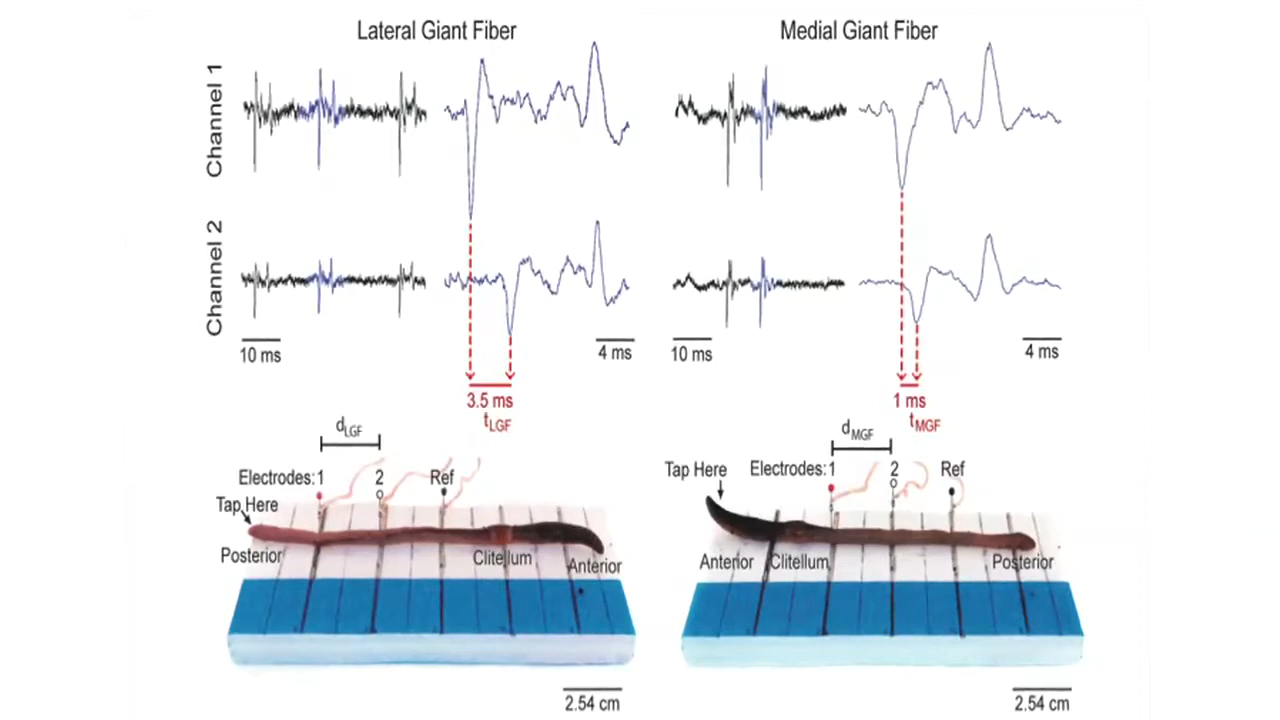 Lateral Giant Fiber
Medial Giant Fiber
Channel 1
Channel 2
10 ms
4 ms
10 ms
4 ms
3.5 ms
tLGF
1 ms
tMGF
dLGF
Electrodes: 1 2 Ref
Tap Here
Posterior
Clitellum
Anterior
dMGF
Tap Here
Electrodes: 1 2 Ref
Anterior
Clitellum
Posterior
2.54 cm
2.54 cm